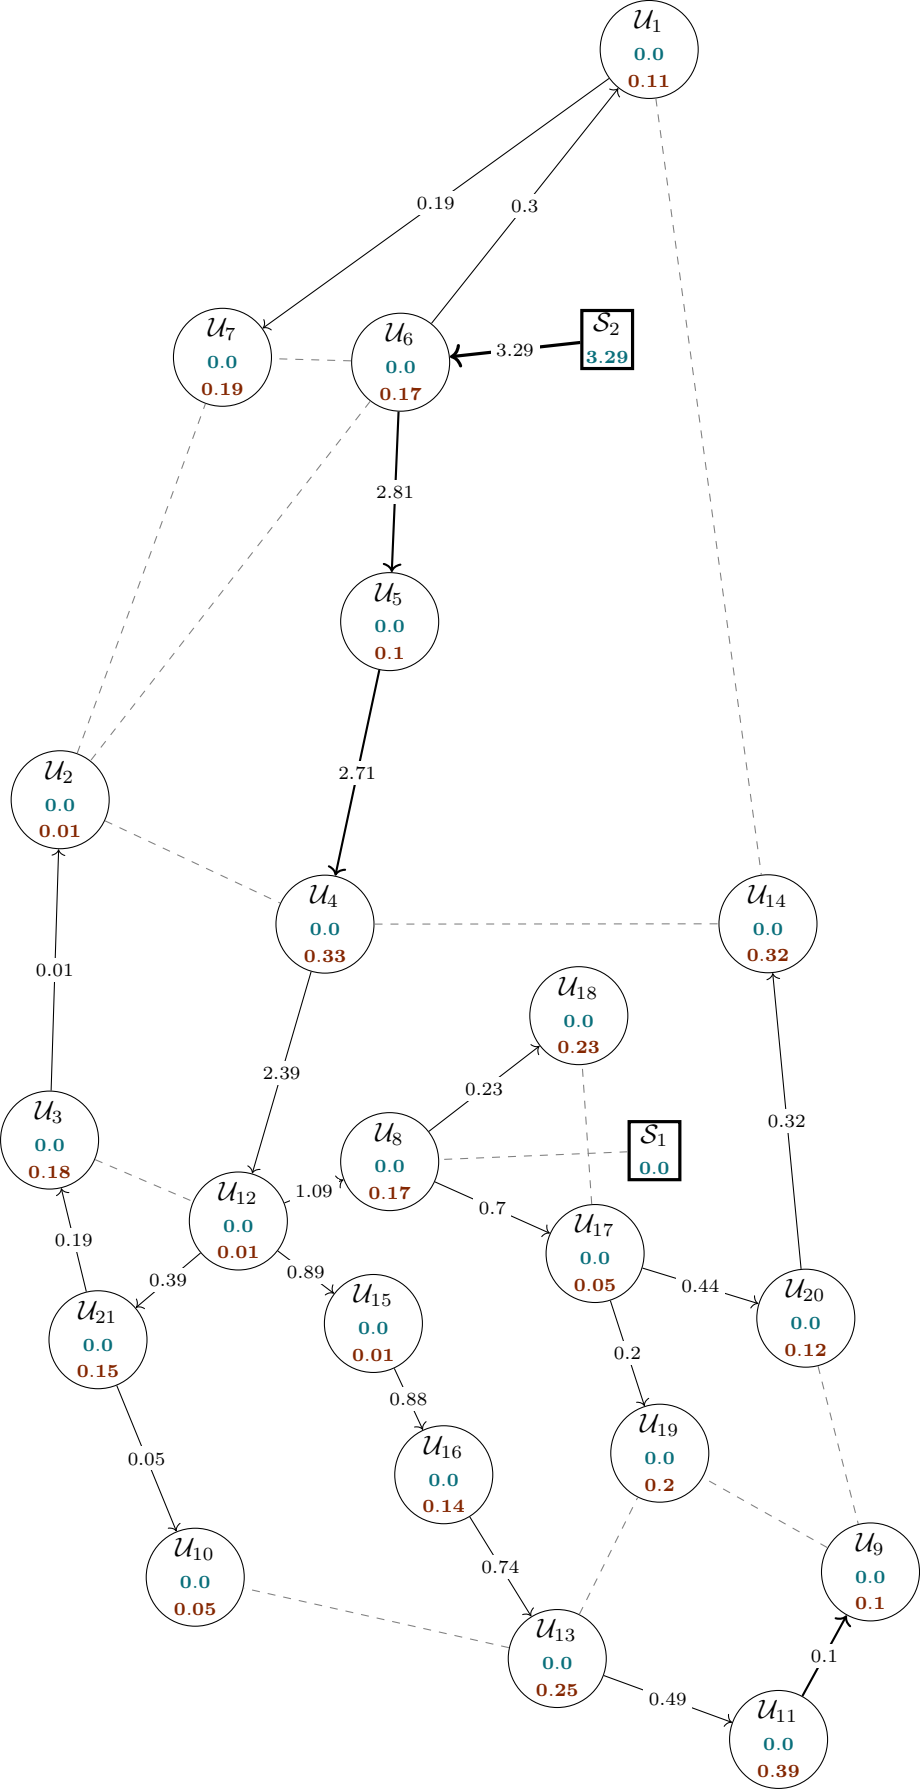 𝒰₁
0.0
0.11
0.19
0.3
𝒰₇
0.0
0.19
𝒰₆
0.0
0.17
3.29
𝒮₂
3.29
2.81
𝒰₅
0.0
0.1
2.71
𝒰₂
0.0
0.01
𝒰₄
0.0
0.33
𝒰₁₄
0.0
0.32
0.01
𝒰₁₈
0.0
0.23
2.39
0.23
0.32
𝒰₃
0.0
0.18
𝒰₈
0.0
0.17
𝒮₁
0.0
𝒰₁₂
0.0
0.01
1.09
0.7
𝒰₁₇
0.0
0.05
0.19
0.39
0.89
0.44
𝒰₂₁
0.0
0.15
𝒰₁₅
0.0
0.01
𝒰₂₀
0.0
0.12
0.2
0.88
0.05
𝒰₁₆
0.0
0.14
𝒰₁₉
0.0
0.2
𝒰₁₀
0.0
0.05
0.74
𝒰₉
0.0
0.1
𝒰₁₃
0.0
0.25
0.1
0.49
𝒰₁₁
0.0
0.39